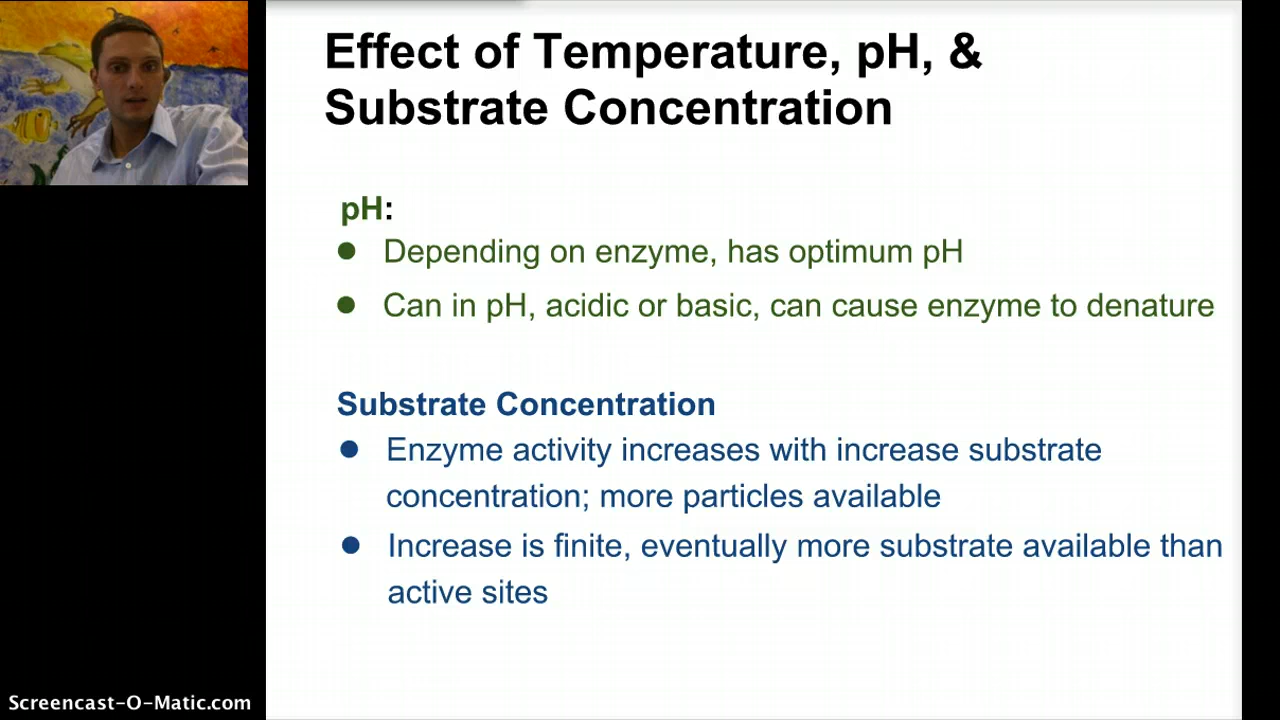 Effect of Temperature, pH, &
Substrate Concentration
pH:
● Depending on enzyme, has optimum pH
● Can in pH, acidic or basic, can cause enzyme to denature
Substrate Concentration
● Enzyme activity increases with increase substrate
concentration; more particles available
● Increase is finite, eventually more substrate available than
active sites
Screencast-O-Matic.com